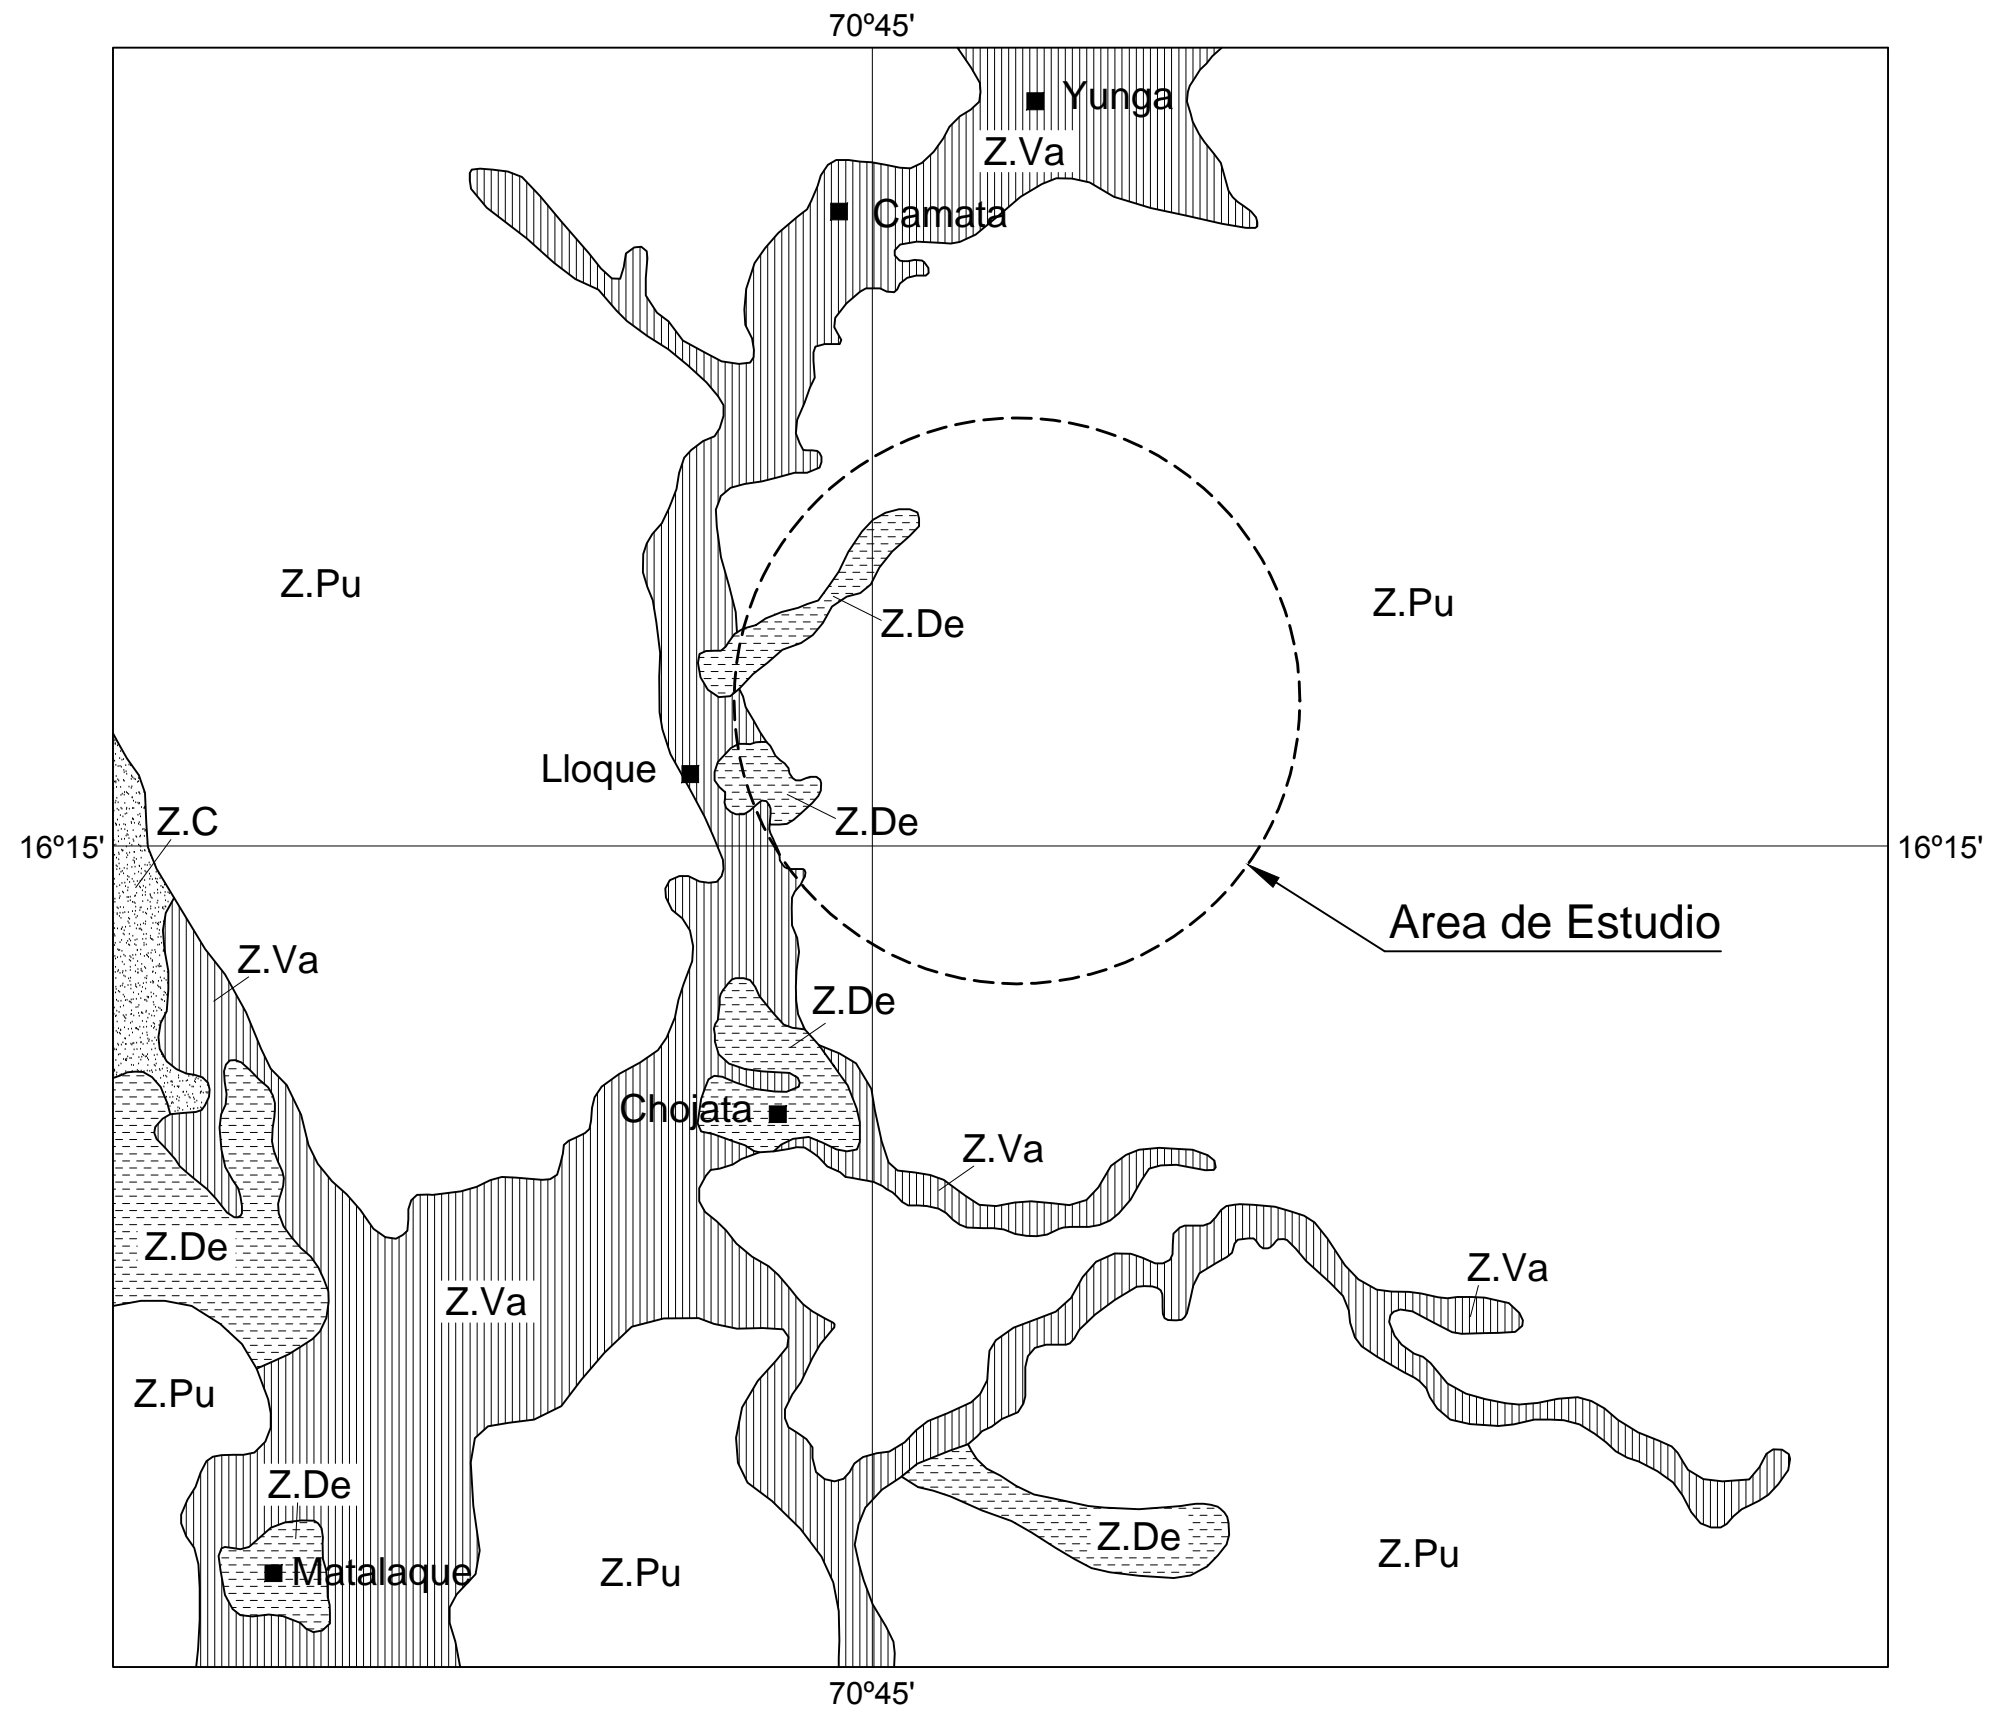 70º45'
Yunga
Z.Va
Camata
Z.Pu
Z.Pu
Z.De
Lloque
Z.De
Z.C
16º15'
16º15'
Area de Estudio
Z.Va
Z.De
Chojata
Z.Va
Z.De
Z.Va
Z.Va
Z.Pu
Z.De
Z.De
Z.Pu
Matalaque
Z.Pu
70º45'